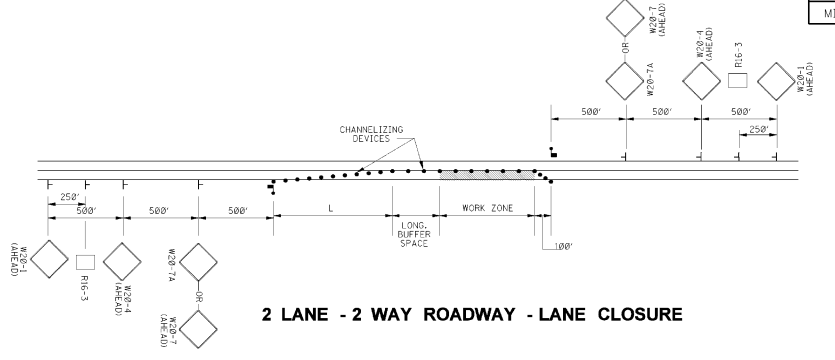 MI
W20-7
(AHEAD)
OR
W20-7A
W20-4
(AHEAD)
R16-3
W20-1
(AHEAD)
500'
500'
500'
250'
CHANNELIZING
DEVICES
250'
500'
500'
500'
L
LONG.
BUFFER
SPACE
WORK ZONE
100'
W20-1
(AHEAD)
R16-3
W20-4
(AHEAD)
W20-7A
OR
W20-7
(AHEAD)
2 LANE - 2 WAY ROADWAY - LANE CLOSURE